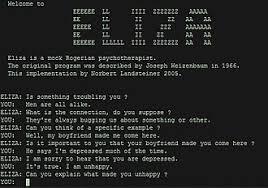 Welcome to
EEEEEE LL IIII ZZZZZZ AAAAA
EE LL II ZZ AA AA
EEEEE LL II ZZZ AAAAAAA
EE LL II ZZ AA AA
EEEEEE LLLLLL IIII ZZZZZZ AA AA
Eliza is a mock Rogerian psychotherapist.
The original program was described by Joseph Weizenbaum in 1966.
This implementation by Norbert Landsteiner 2005.
ELIZA: Is something troubling you ?
YOU: Men are all alike.
ELIZA: What is the connection, do you suppose ?
YOU: They're always bugging us about something or other.
ELIZA: Can you think of a specific example ?
YOU: Well, my boyfriend made me come here.
ELIZA: Is it important to you that your boyfriend made you come here ?
YOU: He says I'm depressed much of the time.
ELIZA: I am sorry to hear that you are depressed.
YOU: It's true. I am unhappy.
ELIZA: Can you explain what made you unhappy ?
YOU: